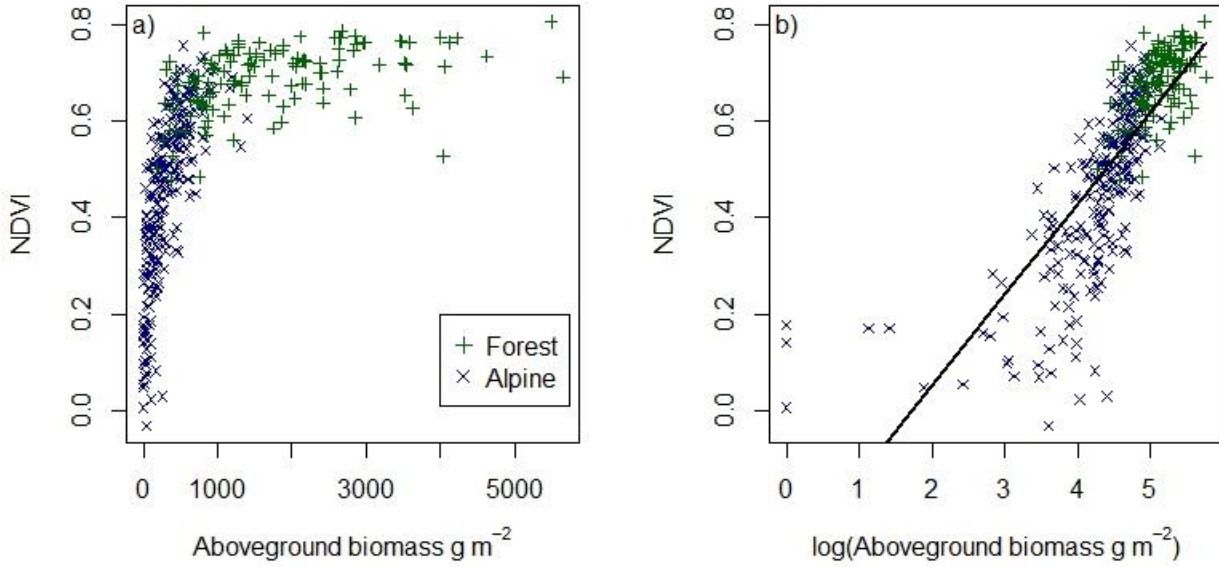 a)
0.8
0.6
0.4
0.2
0.0
NDVI
0 1000 3000 5000
Aboveground biomass g m−2
Forest
Alpine
b)
0.8
0.6
0.4
0.2
0.0
NDVI
0 1 2 3 4 5
log(Aboveground biomass g m−2)